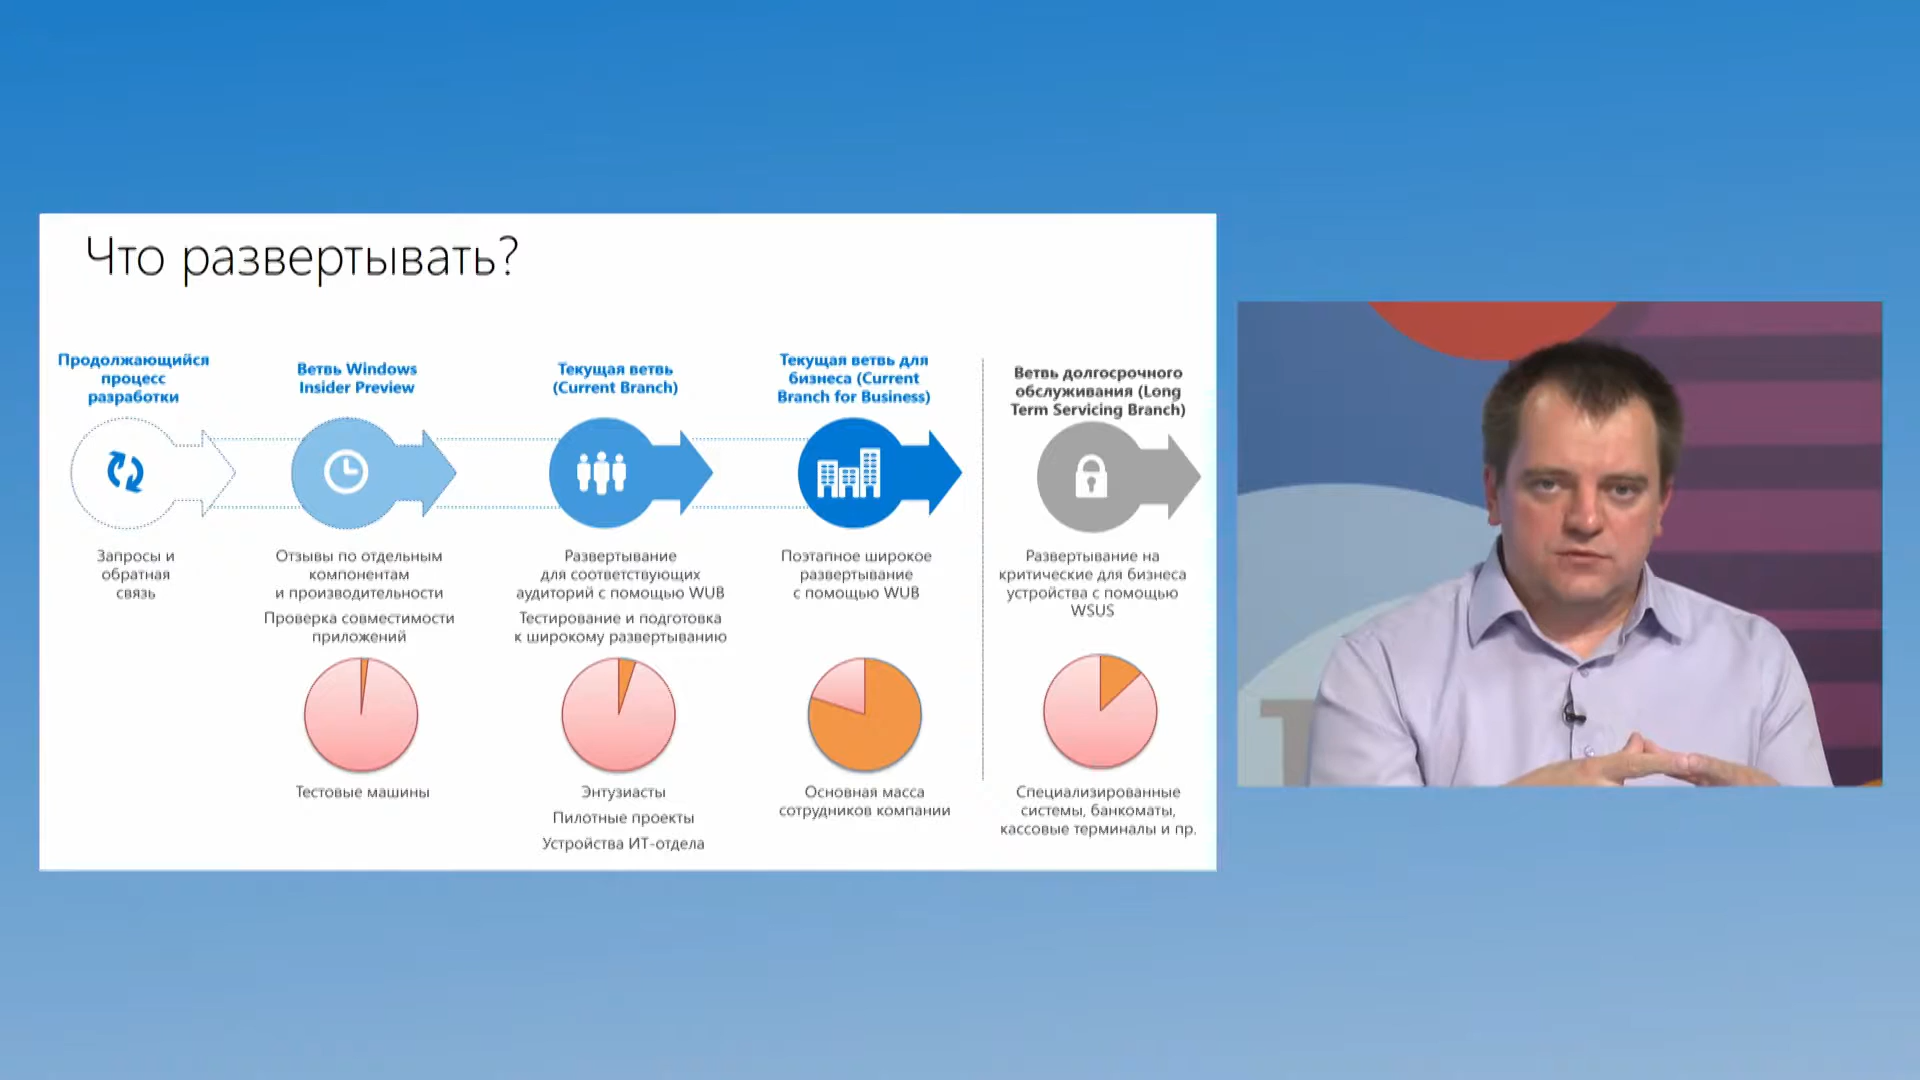 Что развертывать?
Продолжающийся
процесс
разработки
Запросы и
обратная
связь
Ветвь Windows
Insider Preview
Отзывы по отдельным
компонентам
и производительности
Проверка совместимости
приложений
Тестовые машины
Текущая ветвь
(Current Branch)
Развертывание
для соответствующих
аудиторий с помощью WUB
Тестирование и подготовка
к широкому развертыванию
Энтузиасты
Пилотные проекты
Устройства ИТ-отдела
Текущая ветвь для
бизнеса (Current
Branch for Business)
Поэтапное широкое
развертывание
с помощью WUB
Основная масса
сотрудников компании
Ветвь долгосрочного
обслуживания (Long
Term Servicing Branch)
Развертывание на
критические для бизнеса
устройства с помощью
WSUS
Специализированные
системы, банкоматы,
кассовые терминалы и пр.